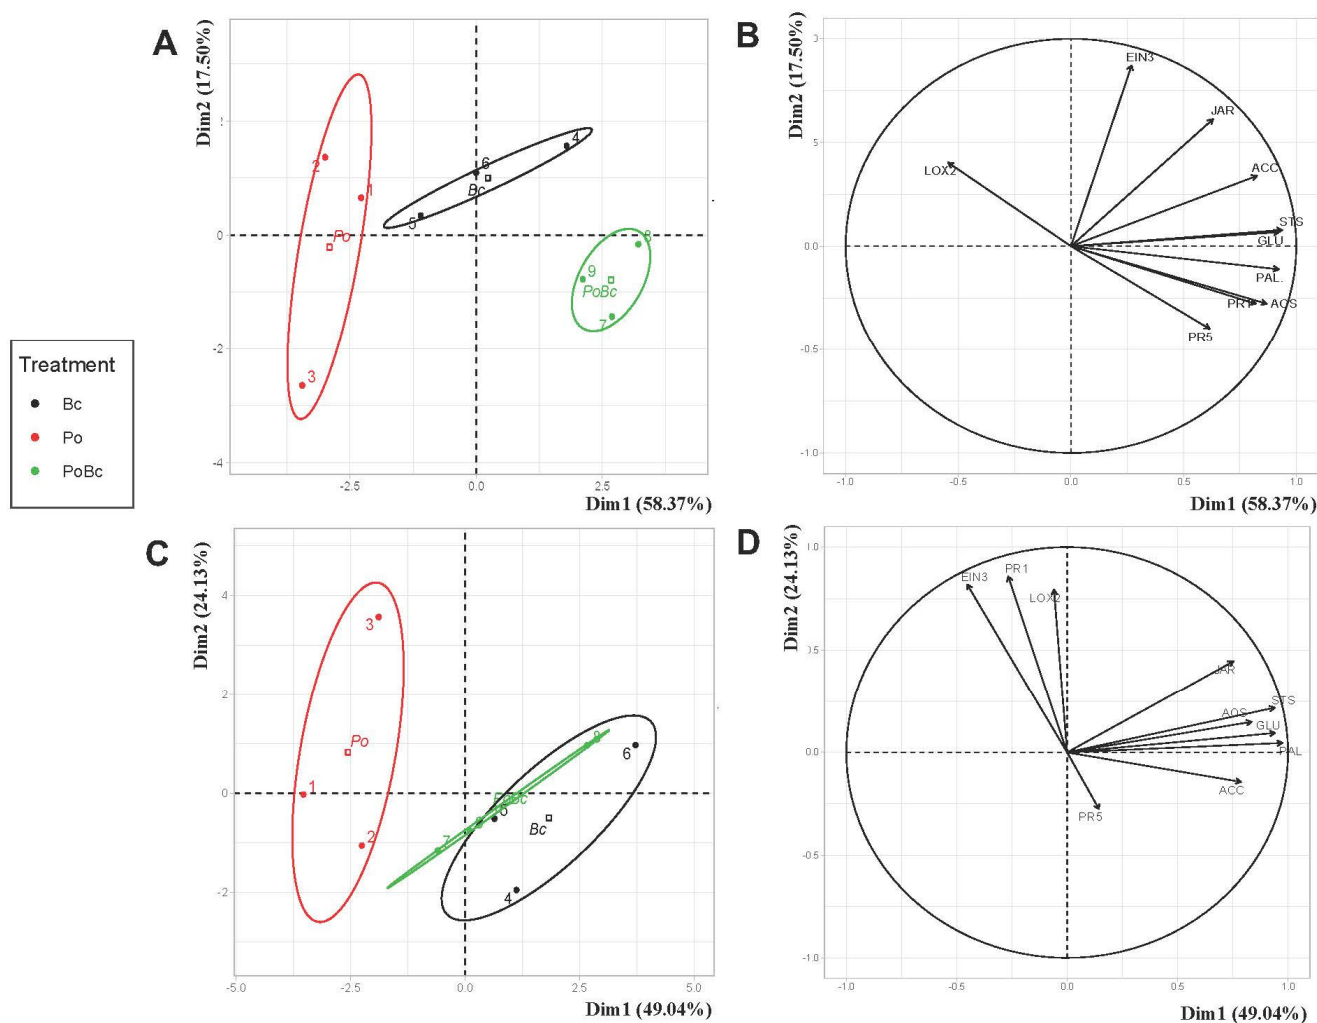 A
Dim2 (17.50%)
0
-2
-4
-2.5
0.0
2.5
Dim1 (58.37%)
2
1
Po
3
6
4
Bc
5
8
9
PoBc
7
B
Dim2 (17.50%)
0.0
-0.5
-1.0
-1.0
-0.5
0.0
0.5
1.0
Dim1 (58.37%)
EIN3
JAR
LOX2
ACC
STS
GLU
PAL.
PR1
AOS
PR5
Treatment
Bc
Po
PoBc
C
Dim2 (24.13%)
4
2
0
-2
-5.0
-2.5
0.0
2.5
5.0
Dim1 (49.04%)
3
Po
1
2
8
6
PoBc
Bc
7
4
D
Dim2 (24.13%)
0.0
-0.5
-1.0
-1.0
-0.5
0.0
0.5
1.0
Dim1 (49.04%)
EIN3
PR1
LOX2
JAR
STS
AOS
GLU
PAL
ACC
PR5